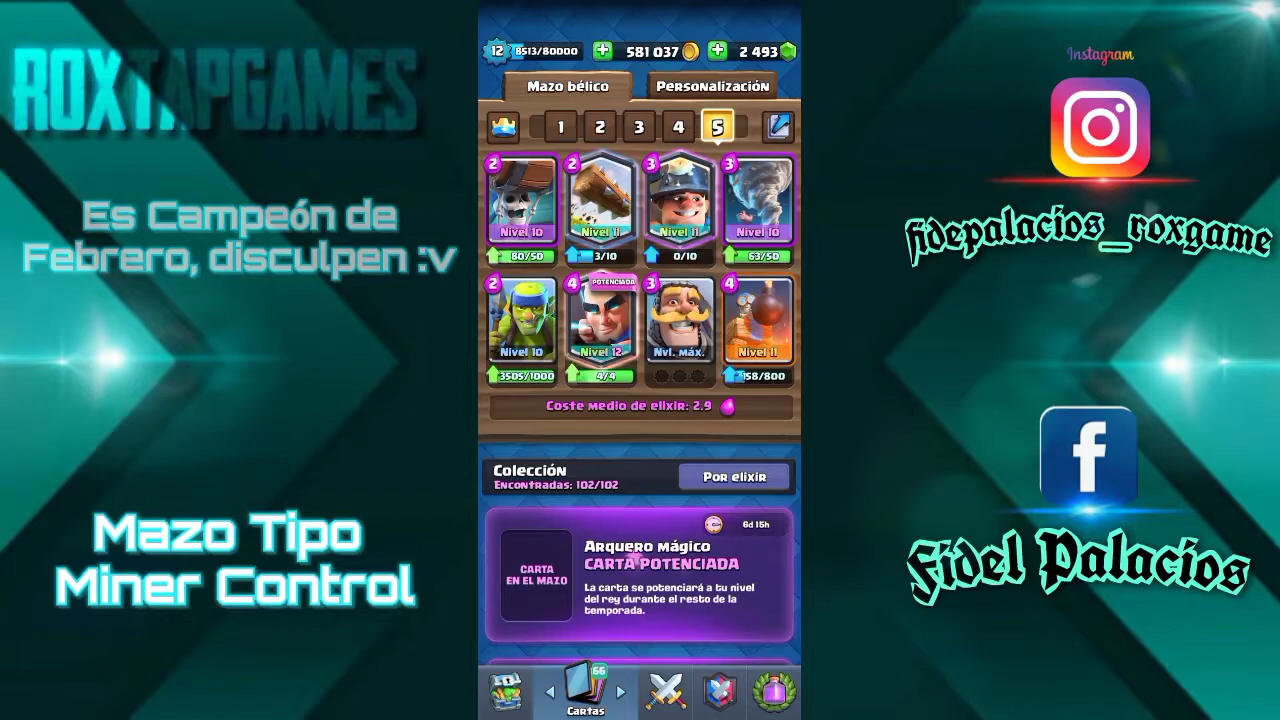 ROXTAPGAMES
Es Campeón de
Febrero, disculpen :v
Mazo Tipo
Miner Control
12 8513/80000 581 037 2 493
Mazo bélico Personalización
1 2 3 4 5
2 2 3 3
Nivel 10 Nivel 11 Nivel 11 Nivel 10
80/50 3/10 0/10 63/50
2 4 POTENCIADA 3 4
Nivel 10 Nivel 12 Nvl. máx. Nivel 11
3505/1000 4/4 158/800
Coste medio de elixir: 2.9
Colección
Encontradas: 102/102
Por elixir
6d 15h
CARTA
EN EL MAZO
Arquero mágico
CARTA POTENCIADA
La carta se potenciará a tu nivel
del rey durante el resto de la
temporada.
66
Cartas
Instagram
fidepalacios_roxgame
f
Fidel Palacios